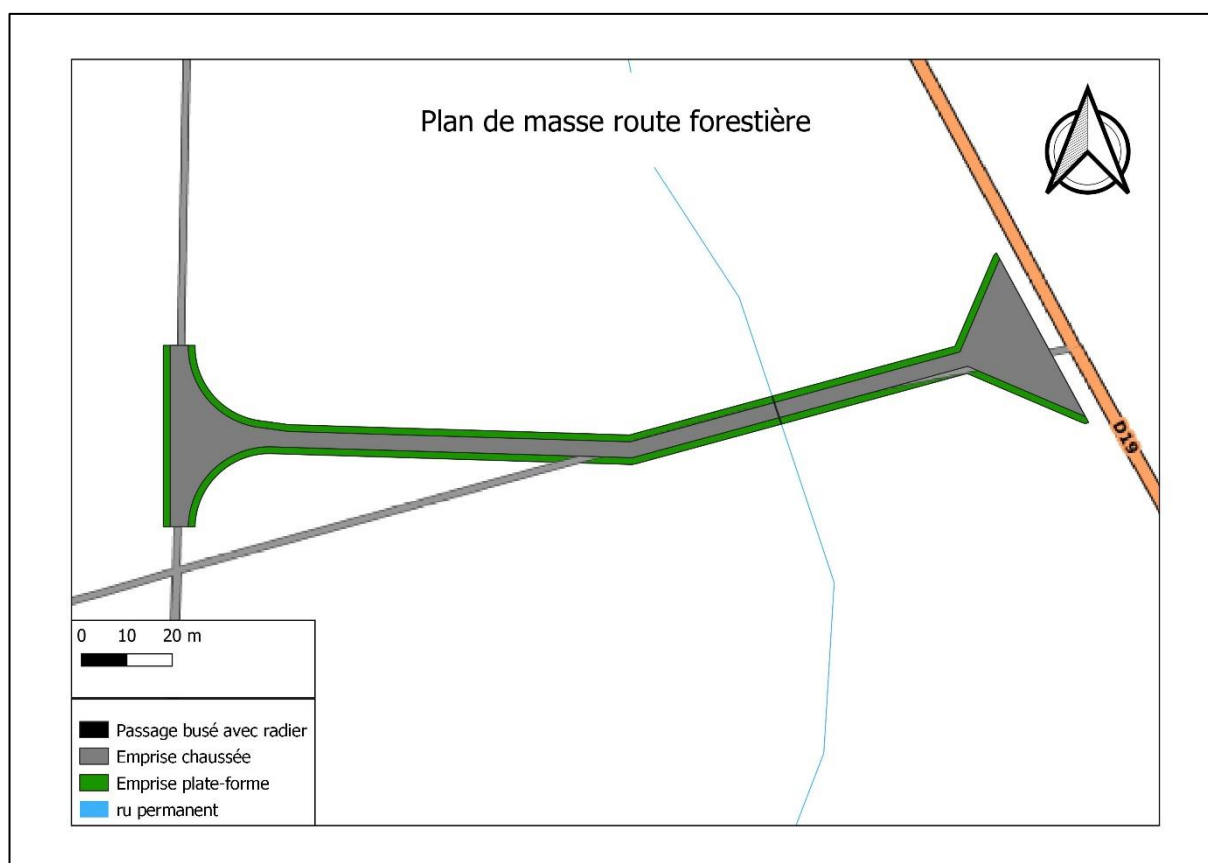 Plan de masse route forestière
D19
0 10 20 m
Passage busé avec radier
Emprise chaussée
Emprise plate-forme
ru permanent